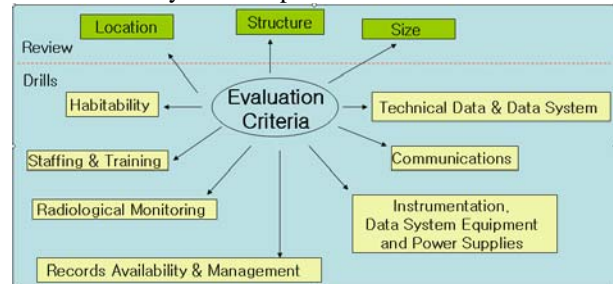 Location
Structure
Size
Review
Drills
Habitability
Evaluation
Criteria
Technical Data & Data System
Staffing & Training
Communications
Radiological Monitoring
Instrumentation,
Data System Equipment
and Power Supplies
Records Availability & Management